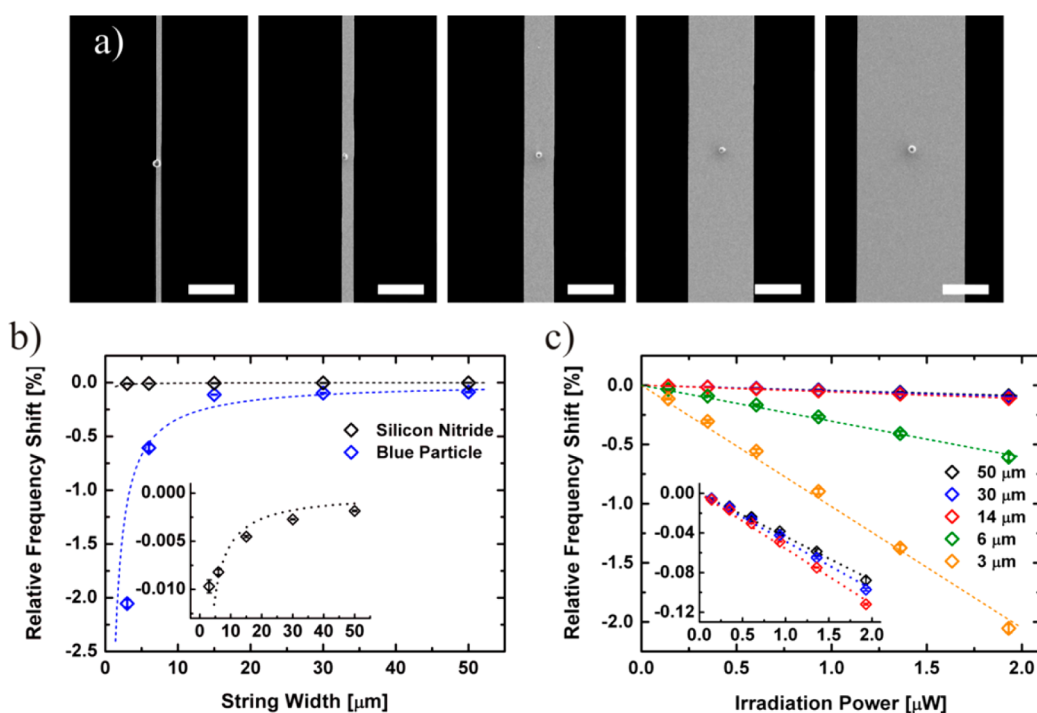 a)
b)
Relative Frequency Shift [%]
0.0
-0.5
-1.0
-1.5
-2.0
-2.5
0 10 20 30 40 50
String Width [µm]
Silicon Nitride
Blue Particle
0.000
-0.005
-0.010
0 10 20 30 40 50
c)
Relative Frequency Shift [%]
0.0
-0.5
-1.0
-1.5
-2.0
0.0 0.5 1.0 1.5 2.0
Irradiation Power [µW]
50 µm
30 µm
14 µm
6 µm
3 µm
0.00
-0.04
-0.08
-0.12
0.0 0.5 1.0 1.5 2.0